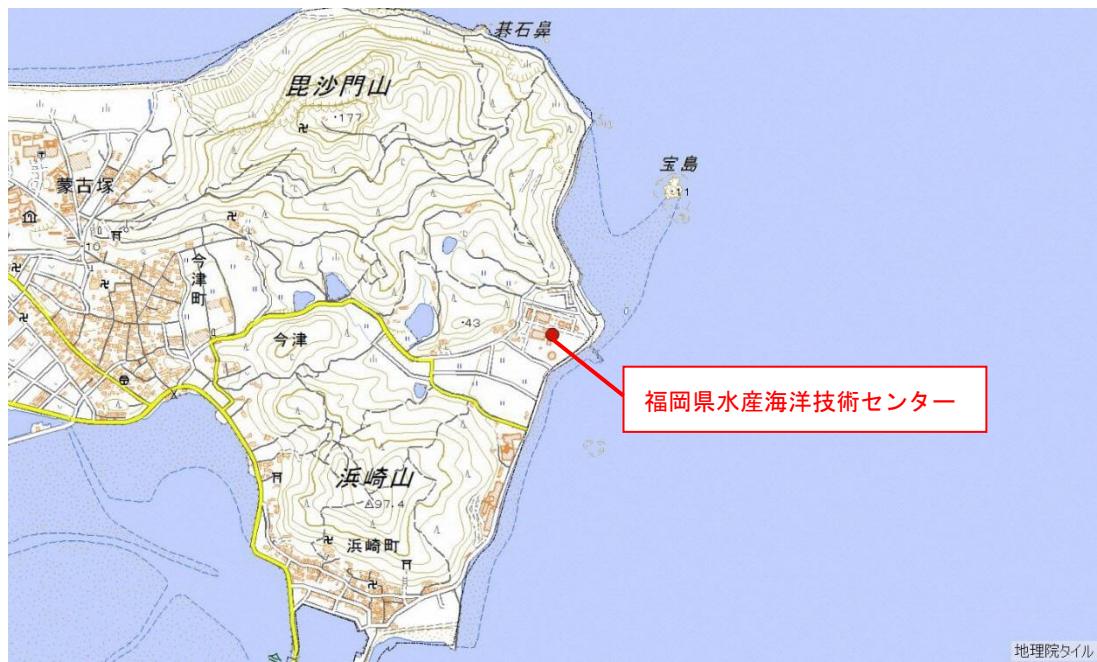 碁石鼻
毘沙門山
・177
宝島
・11
蒙古塚
・10
今津町
・43
今津
福岡県水産海洋技術センター
浜崎山
△97.4
浜崎町
地理院タイル